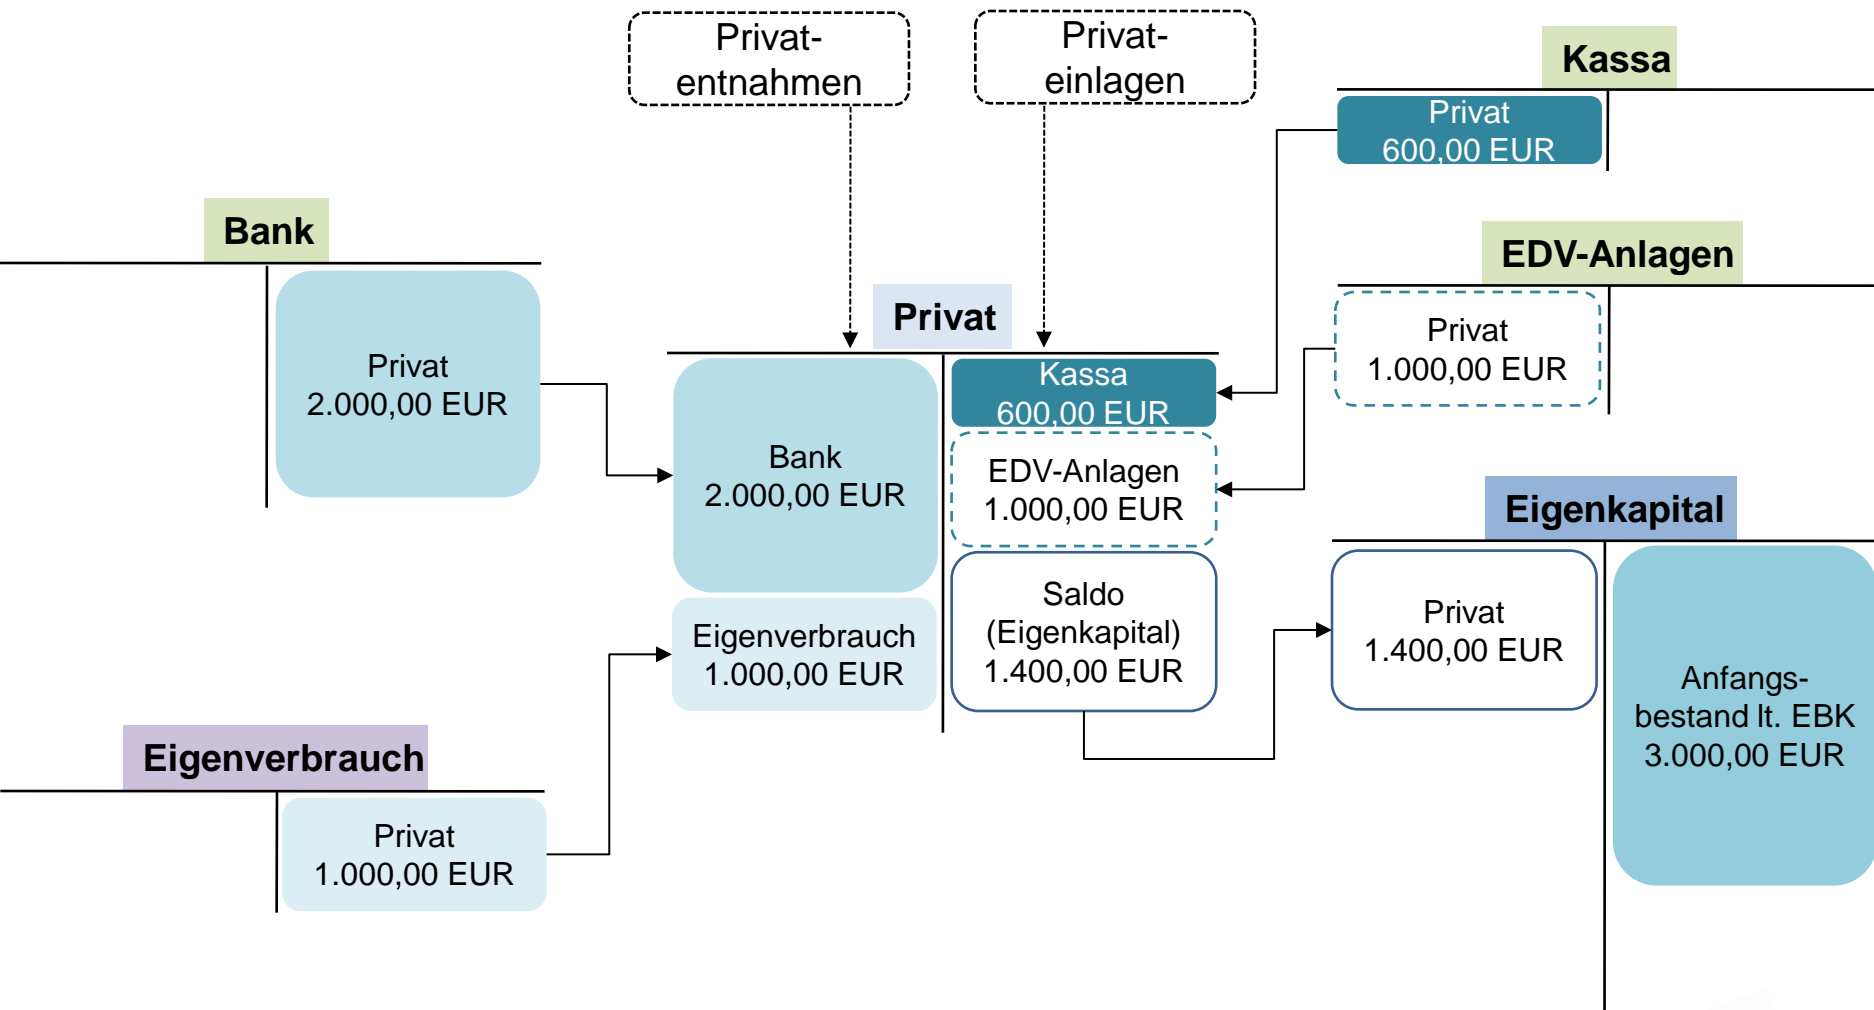 Privat-
entnahmen
Privat-
einlagen
Kassa
Privat
600,00 EUR
Bank
Privat
2.000,00 EUR
EDV-Anlagen
Privat
1.000,00 EUR
Privat
Bank
2.000,00 EUR
Eigenverbrauch
1.000,00 EUR
Kassa
600,00 EUR
EDV-Anlagen
1.000,00 EUR
Saldo
(Eigenkapital)
1.400,00 EUR
Eigenkapital
Privat
1.400,00 EUR
Anfangs-
bestand lt. EBK
3.000,00 EUR
Eigenverbrauch
Privat
1.000,00 EUR